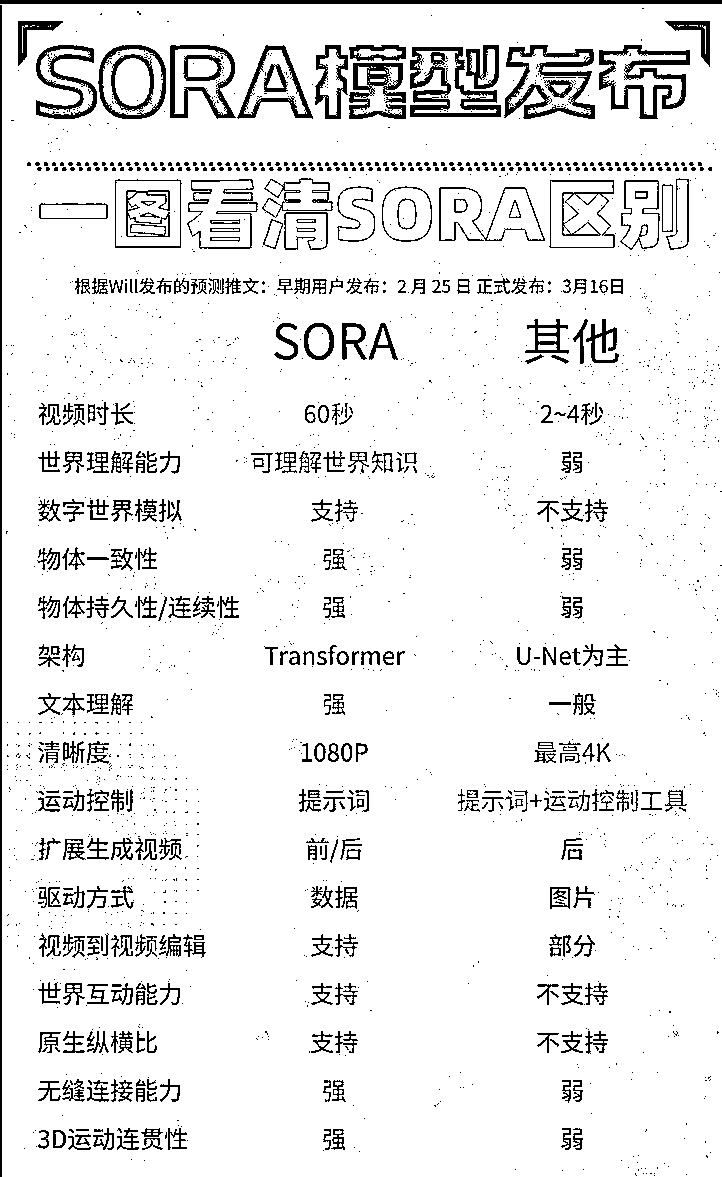 SORA模型发布
一图看清SORA区别
根据Will发布的预测推文：早期用户发布：2月25日 正式发布：3月16日
SORA 其他
视频时长 60秒 2~4秒
世界理解能力 可理解世界知识 弱
数字世界模拟 支持 不支持
物体一致性 强 弱
物体持久性/连续性 强 弱
架构 Transformer U-Net为主
文本理解 强 一般
清晰度 1080P 最高4K
运动控制 提示词 提示词+运动控制工具
扩展生成视频 前/后 后
驱动方式 数据 图片
视频到视频编辑 支持 部分
世界互动能力 支持 不支持
原生纵横比 支持 不支持
无缝连接能力 强 弱
3D运动连贯性 强 弱